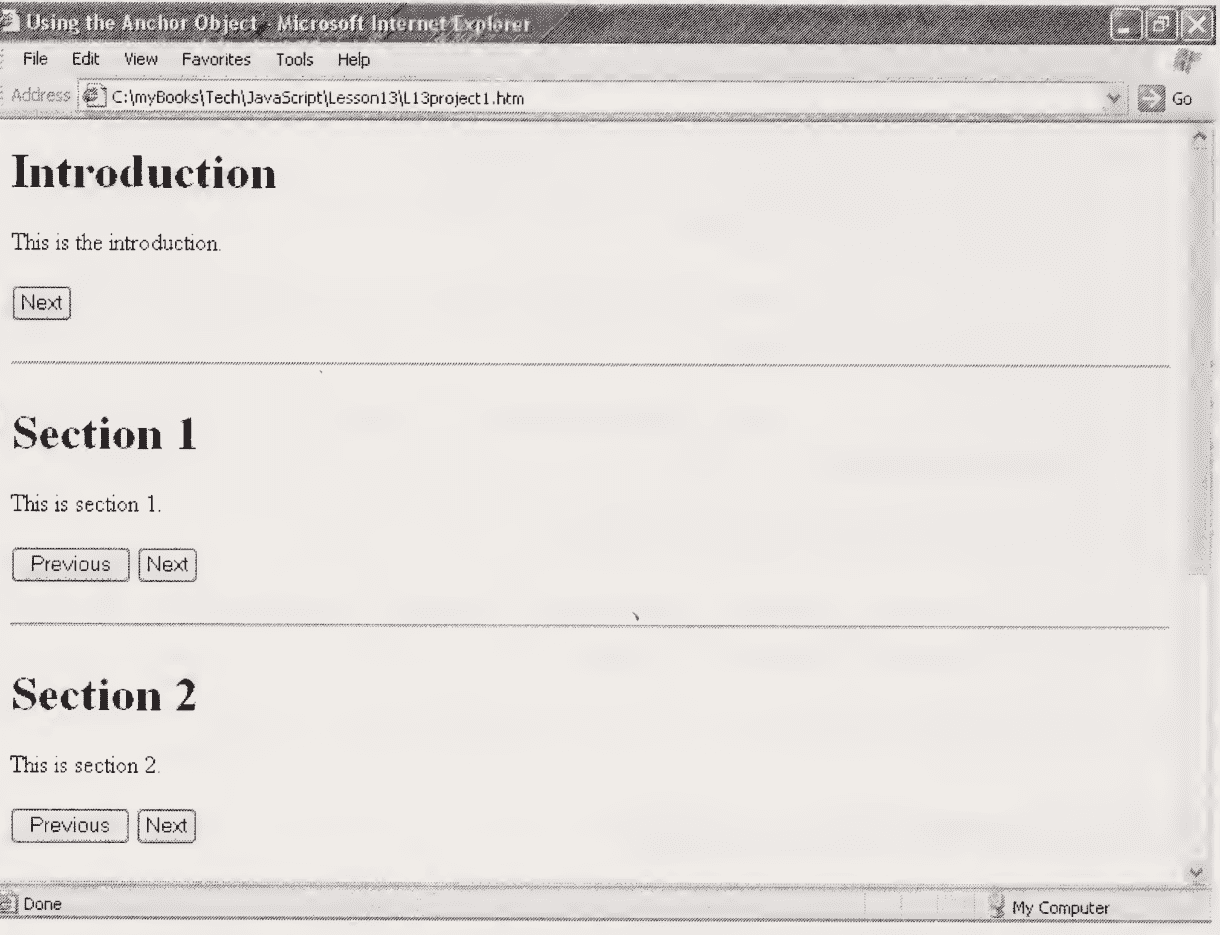 Using the Anchor Object - Microsoft Internet Explorer
File Edit View Favorites Tools Help
Address C:\myBooks\Tech\JavaScript\Lesson13\L13project1.htm Go
Introduction
This is the introduction.
Next
Section 1
This is section 1.
Previous Next
Section 2
This is section 2.
Previous Next
Done My Computer